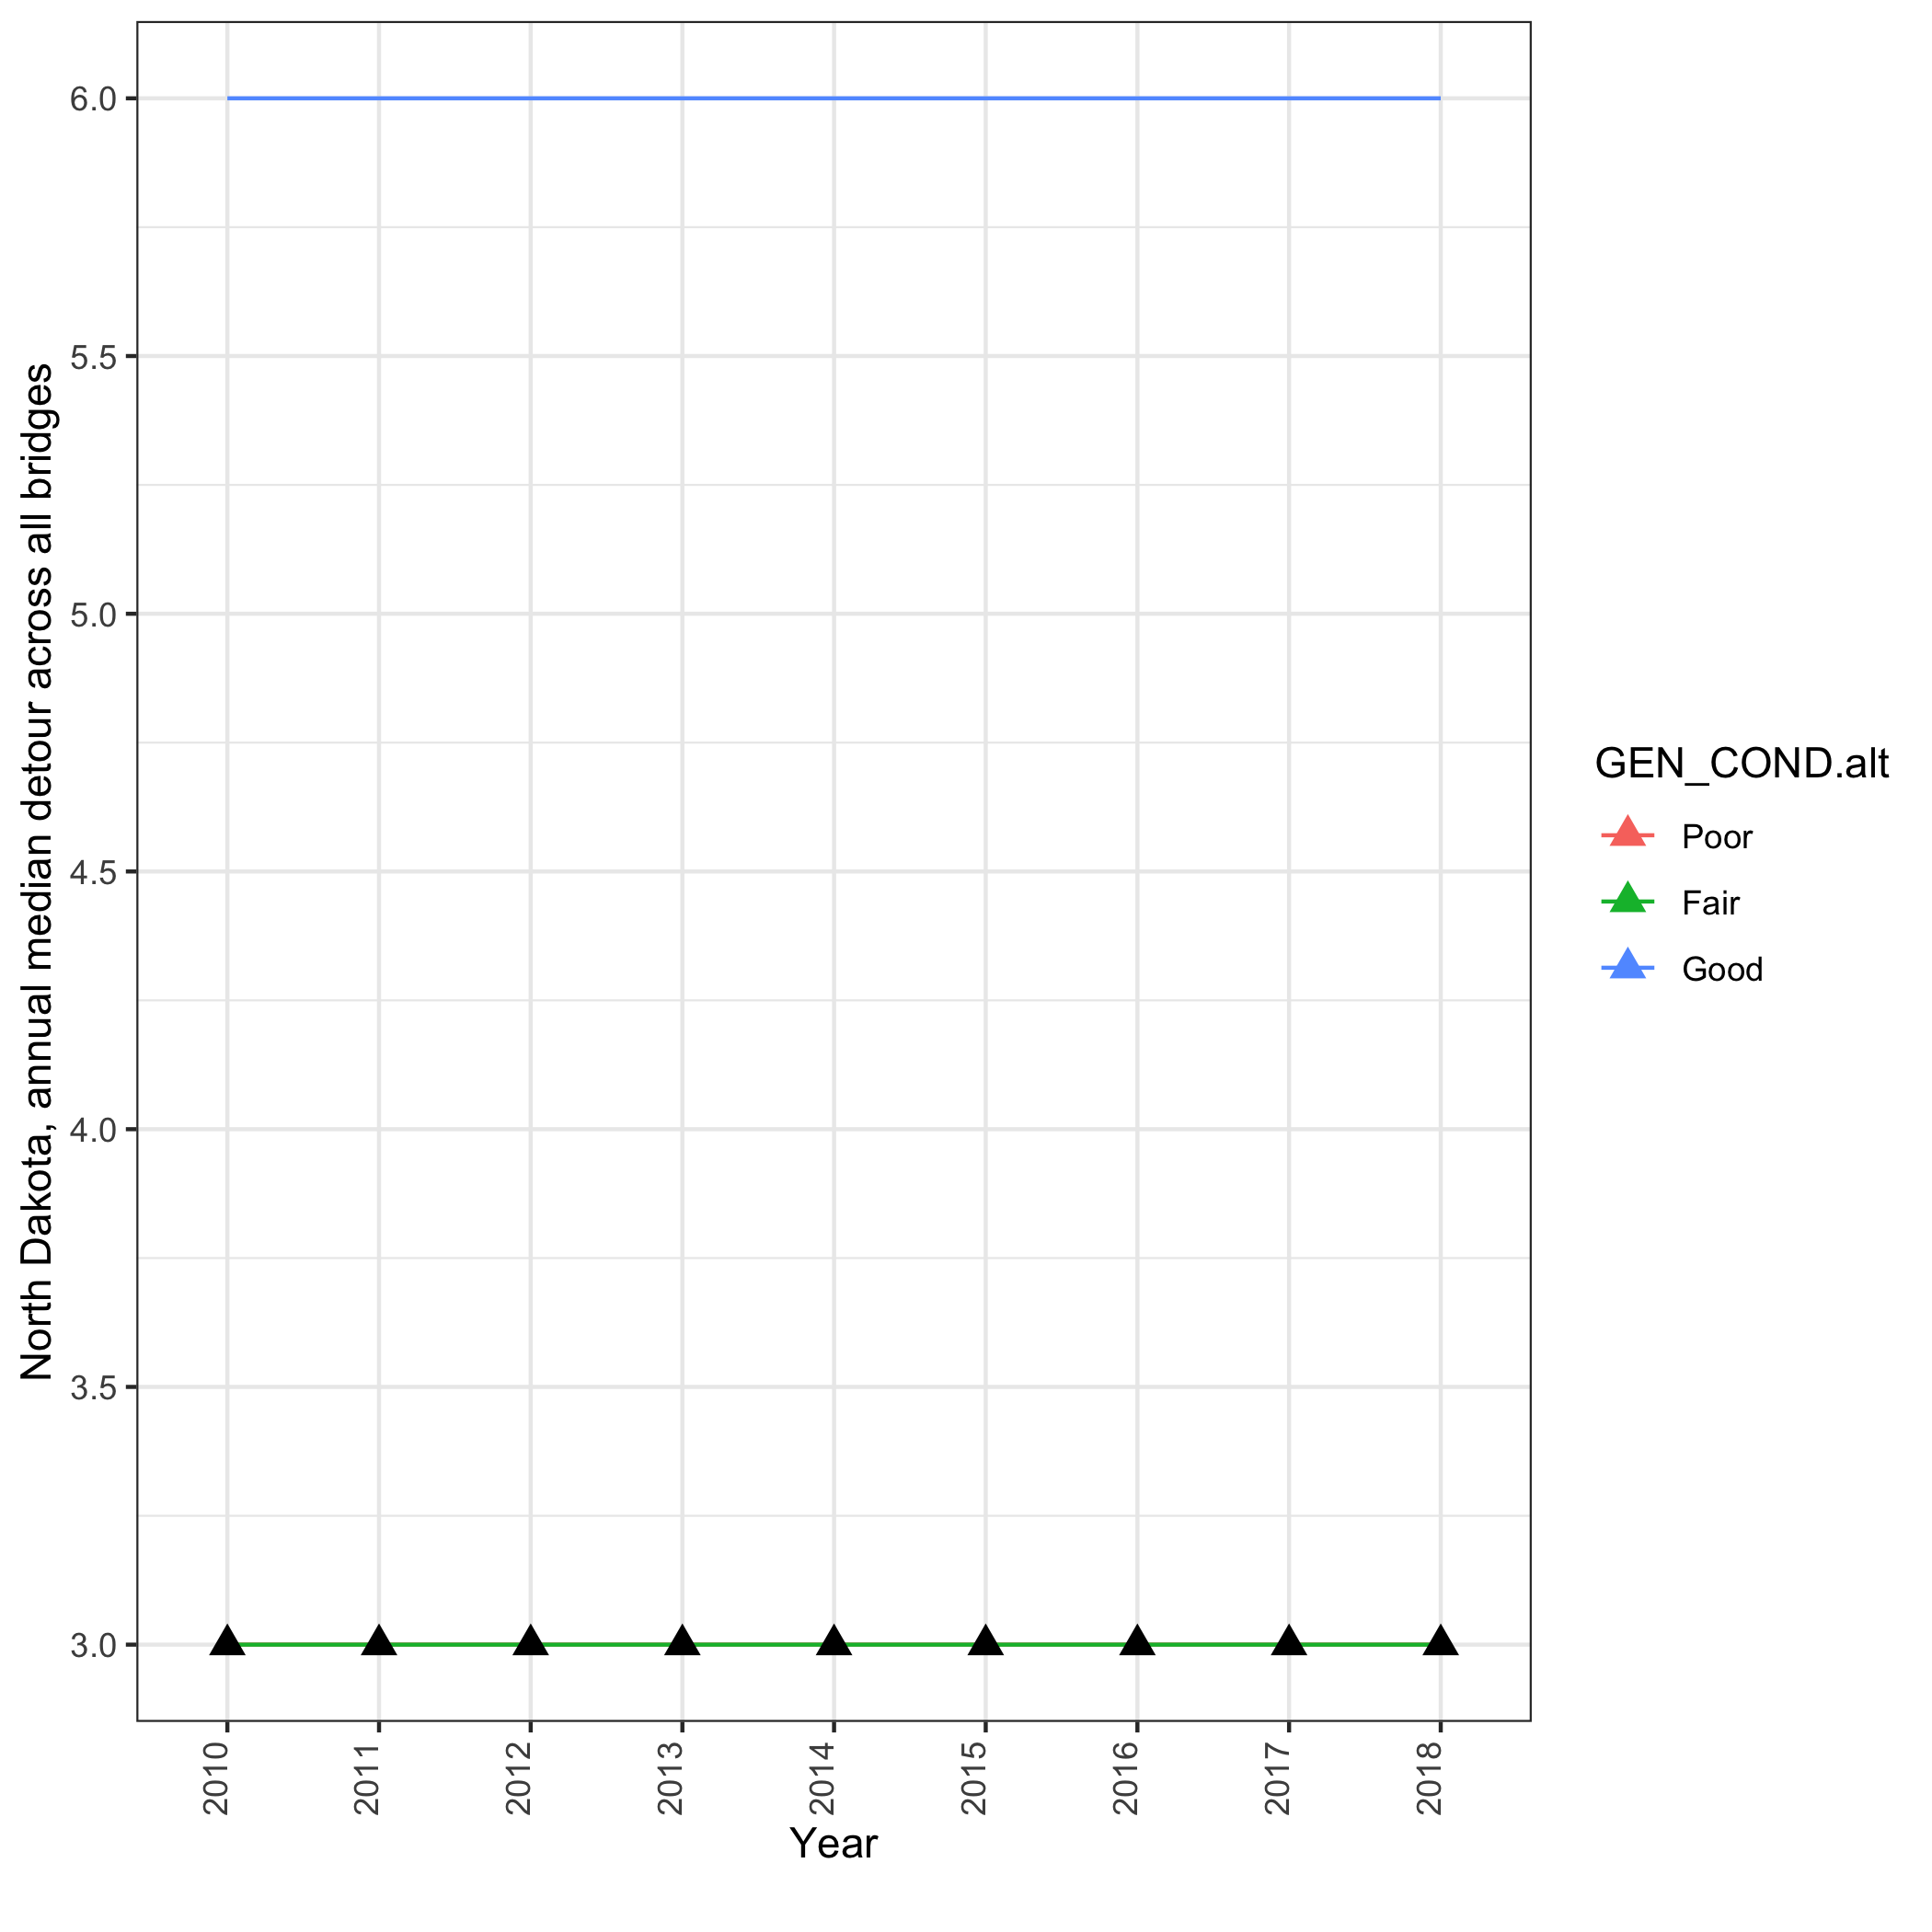 North Dakota, annual median detour across all bridges
6.0
5.5
5.0
4.5
4.0
3.5
3.0
2010
2011
2012
2013
2014
2015
2016
2017
2018
Year
GEN_COND.alt
Poor
Fair
Good